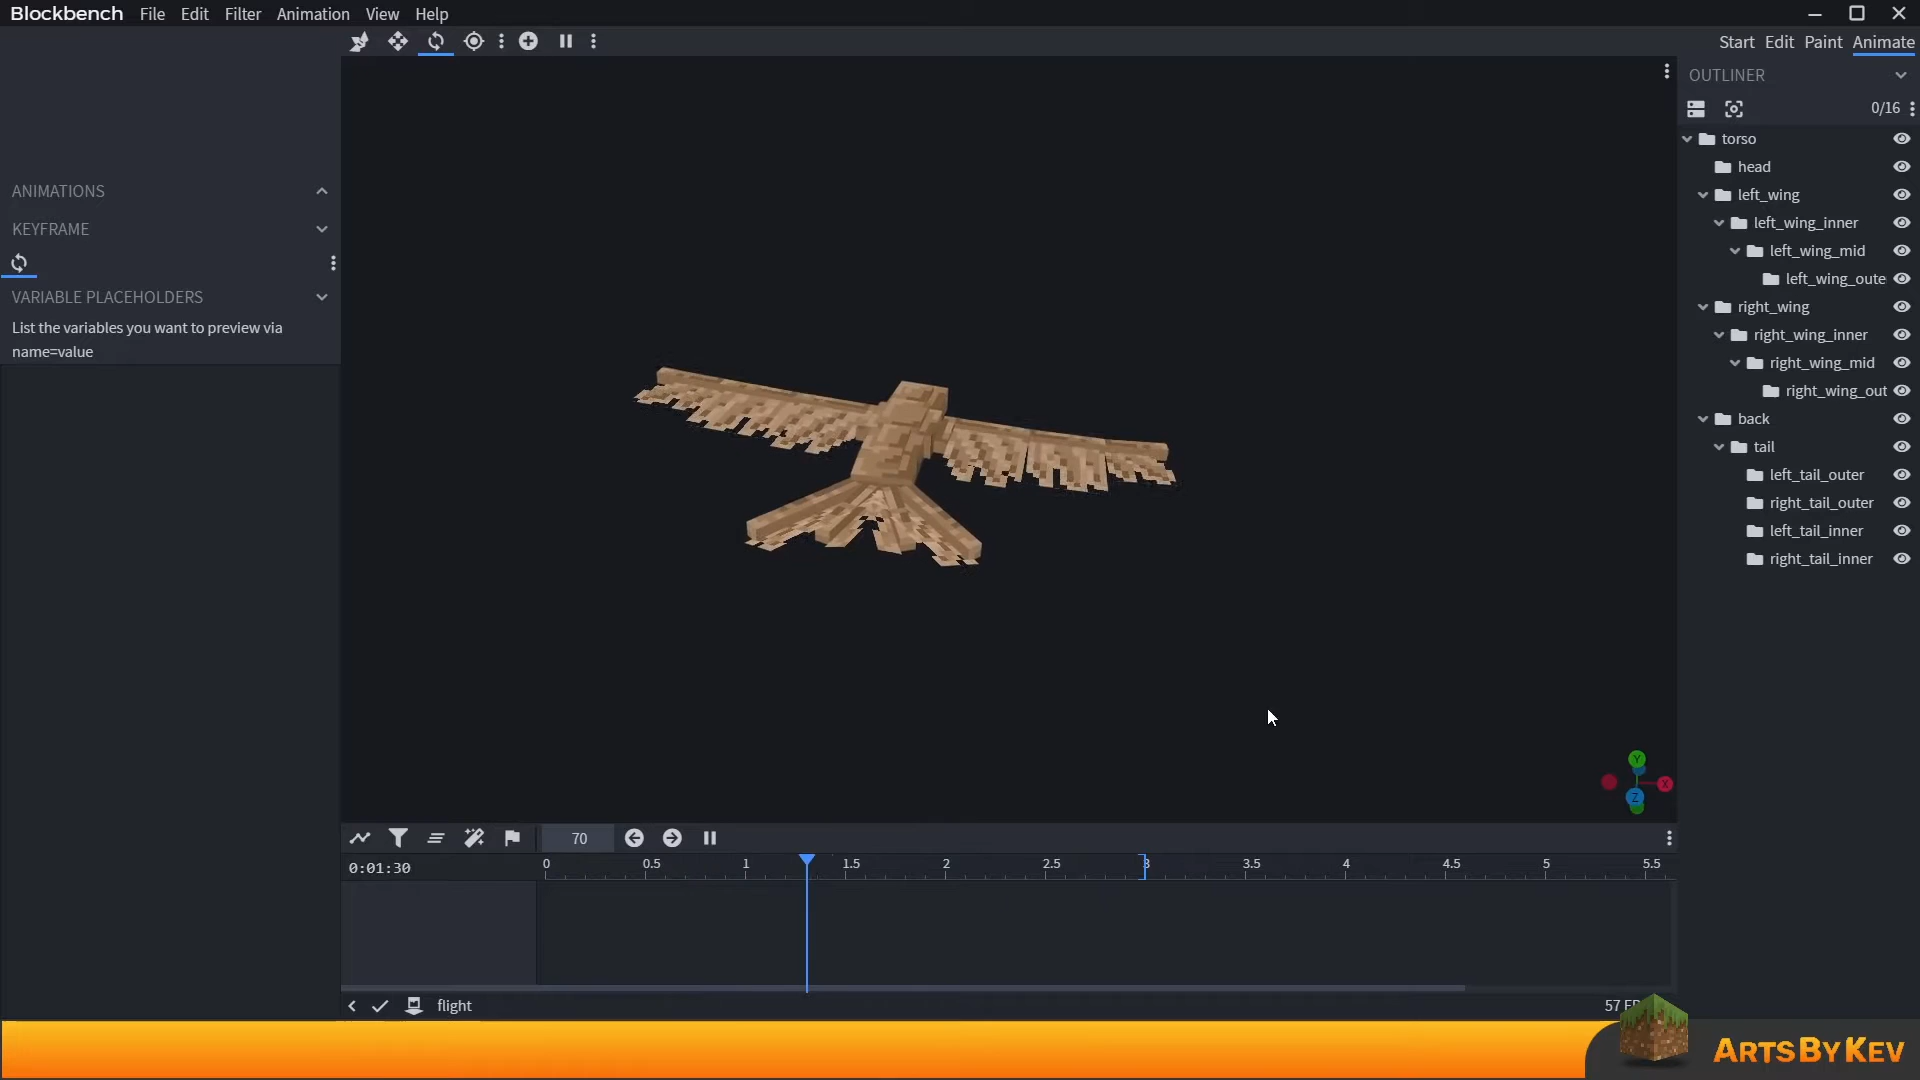 Blockbench File Edit Filter Animation View Help
Start Edit Paint Animate
OUTLINER
0/16
torso
head
left_wing
left_wing_inner
left_wing_mid
left_wing_oute
right_wing
right_wing_inner
right_wing_mid
right_wing_out
back
tail
left_tail_outer
right_tail_outer
left_tail_inner
right_tail_inner
ANIMATIONS
KEYFRAME
VARIABLE PLACEHOLDERS
List the variables you want to preview via
name=value
Y
X
Z
70
0:01:30
0 0.5 1 1.5 2 2.5 3 3.5 4 4.5 5 5.5
flight
57 FP
ARTSBYKEV